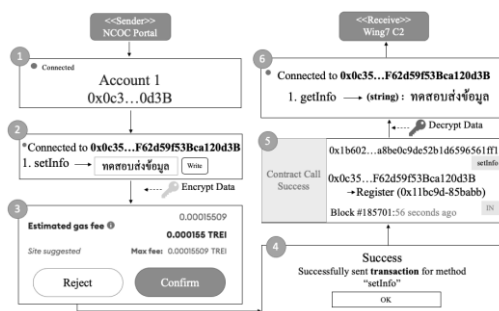 <<Sender>>
NCOC Portal
1
Connected
Account 1
0x0c3...0d3B
2
Connected to 0x0c35...F62d59f53Bca120d3B
1. setInfo → ทดสอบส่งข้อมูล Write
Encrypt Data
3
0.00015509
Estimated gas fee
0.000155 TREI
Site suggested Max fee: 0.00015509 TREI
Reject Confirm
<<Receive>>
Wing7 C2
6
Connected to 0x0c35...F62d59f53Bca120d3B
1. getInfo → (string) : ทดสอบส่งข้อมูล
Decrypt Data
5
Contract Call
Success
0x1b602...a8be0c9de52b1d6596561ff1
setInfo
0x0c35...F62d59f53Bca120d3B
→Register (0x11bc9d-85babb)
IN
Block #185701:56 seconds ago
4
Success
Successfully sent transaction for method
"setInfo"
OK